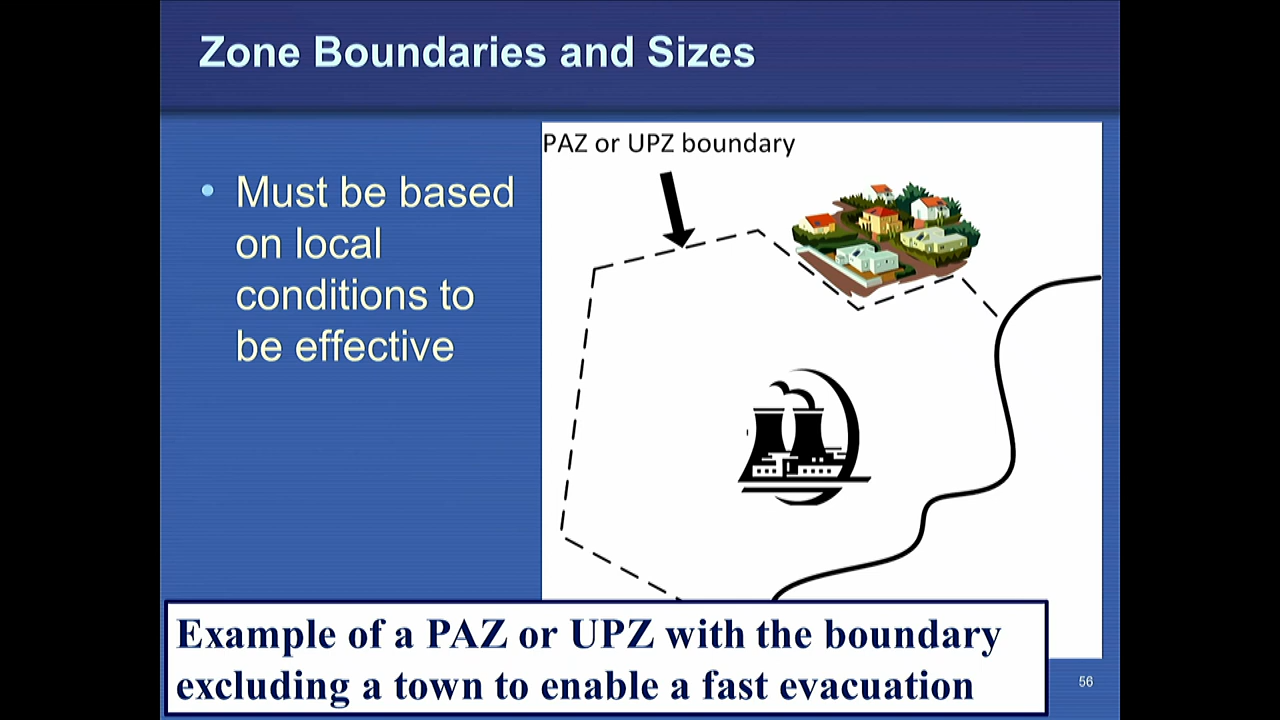 Zone Boundaries and Sizes
PAZ or UPZ boundary
• Must be based
on local
conditions to
be effective
Example of a PAZ or UPZ with the boundary
excluding a town to enable a fast evacuation
56